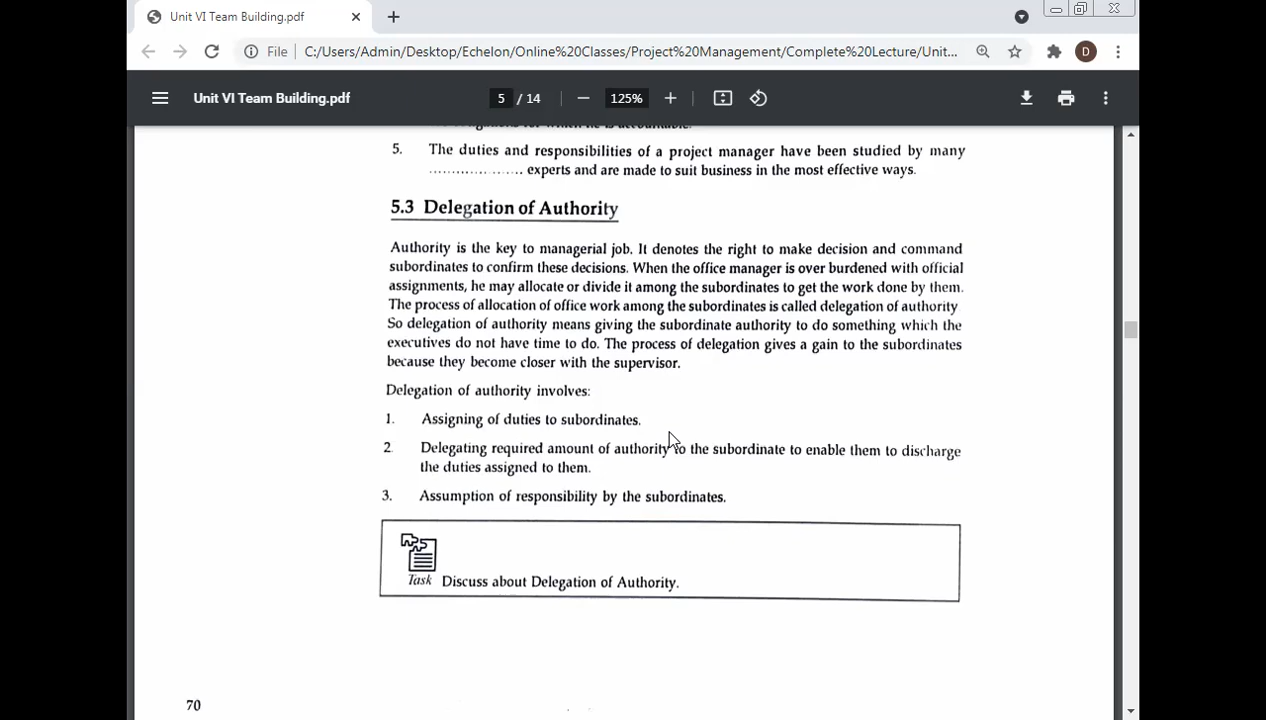 Unit VI Team Building.pdf
File
C:/Users/Admin/Desktop/Echelon/Online%20Classes/Project%20Management/Complete%20Lecture/Unit...
D
Unit VI Team Building.pdf
5 / 14
125%
for which he is accountable.
5. The duties and responsibilities of a project manager have been studied by many
..................... experts and are made to suit business in the most effective ways.
5.3 Delegation of Authority
Authority is the key to managerial job. It denotes the right to make decision and command
subordinates to confirm these decisions. When the office manager is over burdened with official
assignments, he may allocate or divide it among the subordinates to get the work done by them.
The process of allocation of office work among the subordinates is called delegation of authority
So delegation of authority means giving the subordinate authority to do something which the
executives do not have time to do. The process of delegation gives a gain to the subordinates
because they become closer with the supervisor.
Delegation of authority involves:
1. Assigning of duties to subordinates.
2. Delegating required amount of authority to the subordinate to enable them to discharge
the duties assigned to them.
3. Assumption of responsibility by the subordinates.
Task Discuss about Delegation of Authority.
70